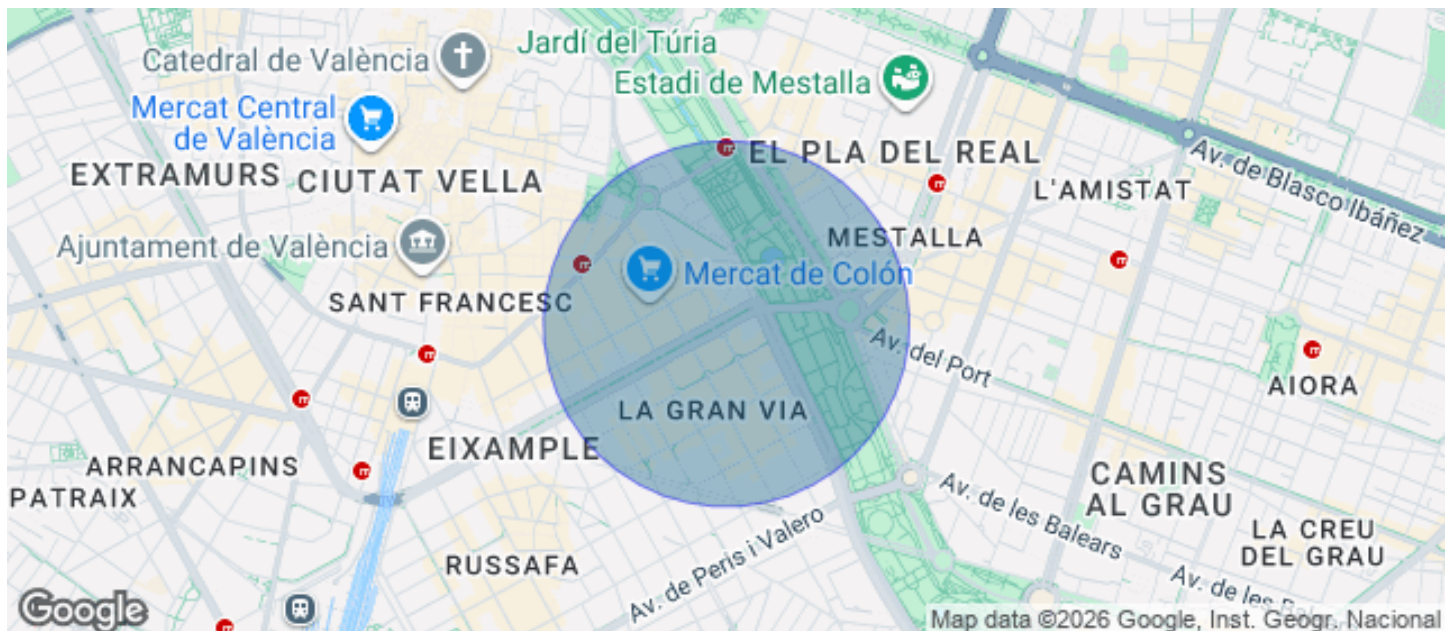 Catedral de València
Jardí del Túria
Estadi de Mestalla
Mercat Central
de València
EL PLA DEL REAL
Av. de Blasco Ibáñez
EXTRAMURS
CIUTAT VELLA
L'AMISTAT
Ajuntament de València
MESTALLA
Mercat de Colón
SANT FRANCESC
Av. del Port
AIORA
LA GRAN VIA
EIXAMPLE
ARRANCAPINS
PATRAIX
CAMINS
AL GRAU
Av. de les Balears
LA CREU
DEL GRAU
RUSSAFA
Av. de Peris i Valero
Av. de les
Google
Map data ©2026 Google, Inst. Geogr. Nacional